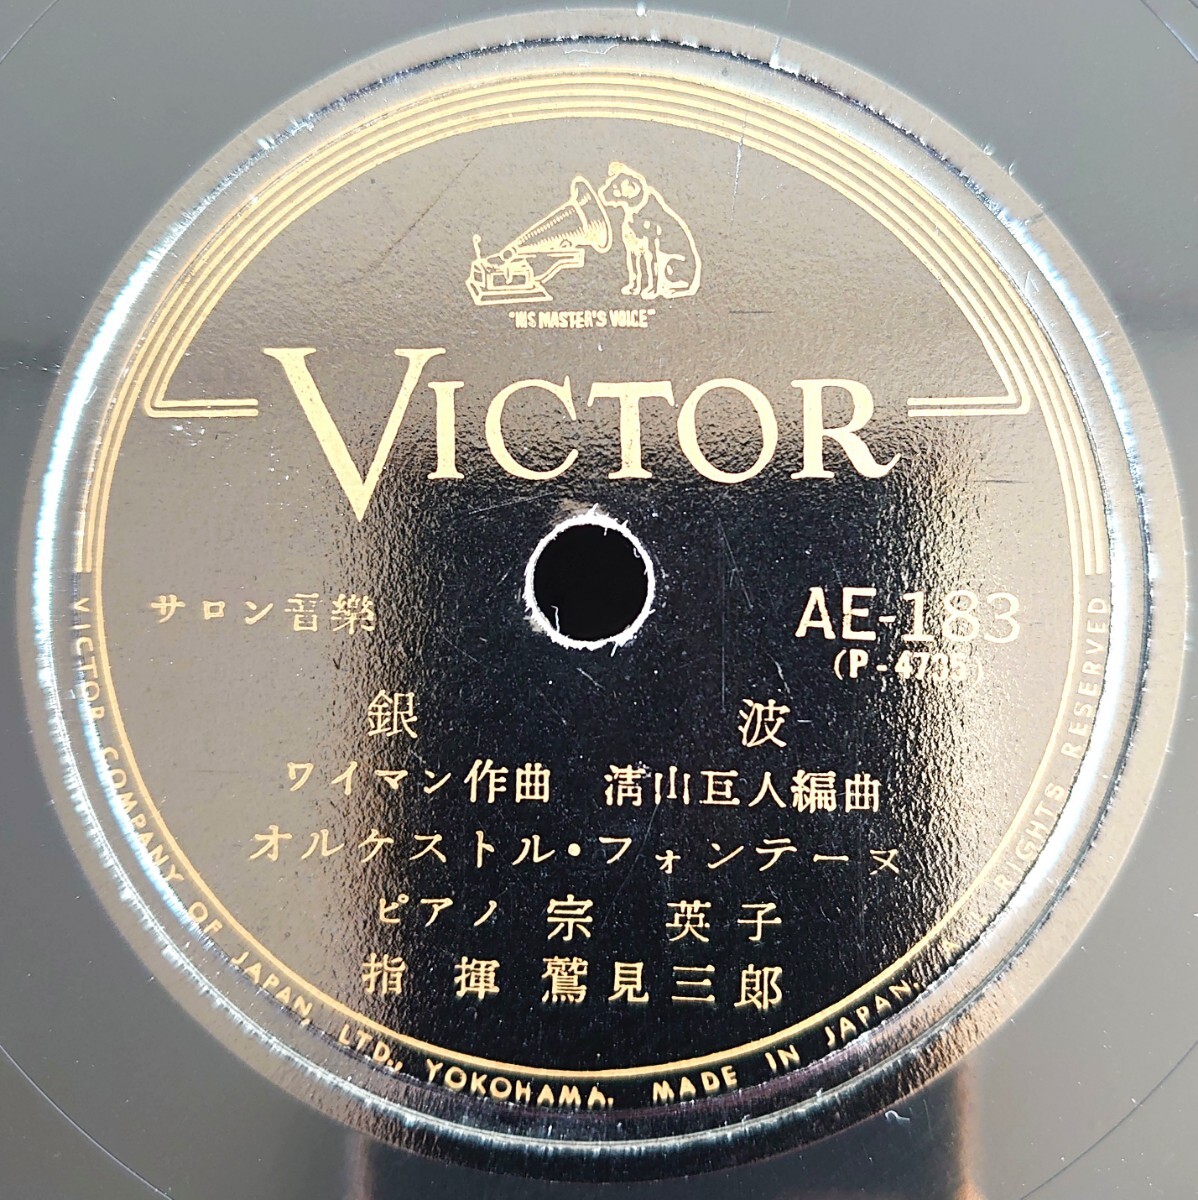 "HIS MASTER'S VOICE"
VICTOR
サロン音樂
AE-183
(P-4735)
銀 波
ワイマン作曲 淸山巨人編曲
オルケストル・フォンテーヌ
ピアノ 宗 英子
指 揮 鷲見三郎
VICTOR COMPANY OF JAPAN, LTD., YOKOHAMA. MADE IN JAPAN. RIGHTS RESERVED